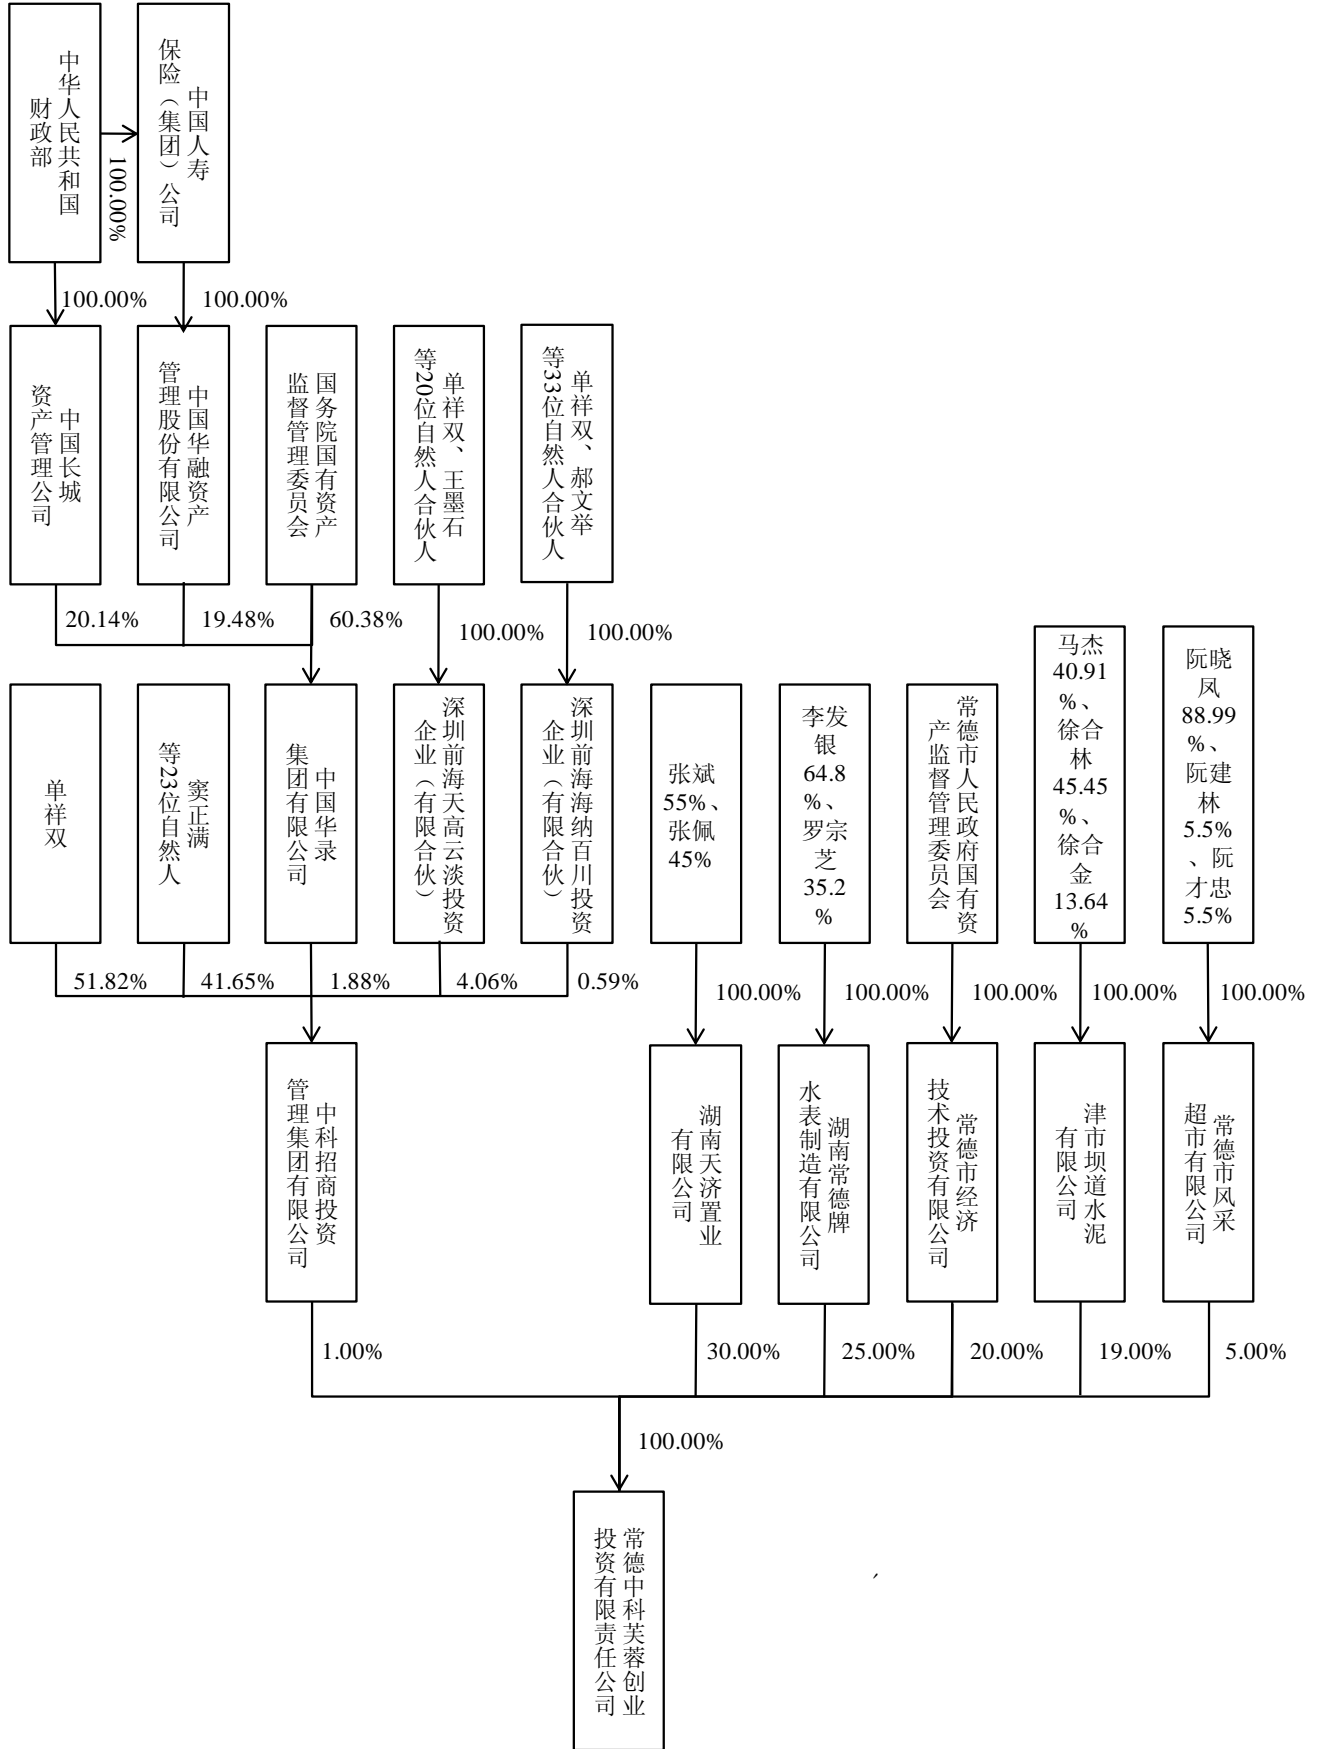 中华人民共和国
财政部
100.00%
中国人寿
保险（集团）公司
100.00%
100.00%
中国长城
资产管理公司
中国华融资产
管理股份有限公司
国务院国有资产
监督管理委员会
单祥双、王墨石
等20位自然人合伙人
单祥双、郝文举
等33位自然人合伙人
20.14%
19.48%
60.38%
100.00%
100.00%
单祥双
窦正满
等23位自然人
中国华录
集团有限公司
深圳前海天高云淡投资
企业（有限合伙）
深圳前海海纳百川投资
企业（有限合伙）
张斌
55%、
张佩
45%
李发
银
64.8
%、
罗宗
芝
35.2
%
常德市人民政府国有资
产监督管理委员会
马杰
40.91
%、
徐合
林
45.45
%、
徐合
金
13.64
%
阮晓
凤
88.99
%、
阮建
林
5.5%
、阮
才忠
5.5%
51.82%
41.65%
1.88%
4.06%
0.59%
100.00%
100.00%
100.00%
100.00%
100.00%
中科招商投资
管理集团有限公司
湖南天济置业
有限公司
湖南常德牌
水表制造有限公司
常德市经济
技术投资有限公司
津市坝道水泥
有限公司
常德市风采
超市有限公司
1.00%
30.00%
25.00%
20.00%
19.00%
5.00%
100.00%
常德中科芙蓉创业
投资有限责任公司